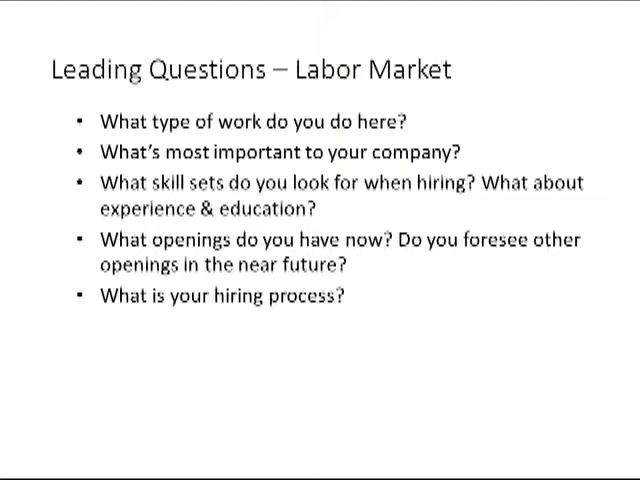 Leading Questions – Labor Market
• What type of work do you do here?
• What's most important to your company?
• What skill sets do you look for when hiring? What about
experience & education?
• What openings do you have now? Do you foresee other
openings in the near future?
• What is your hiring process?